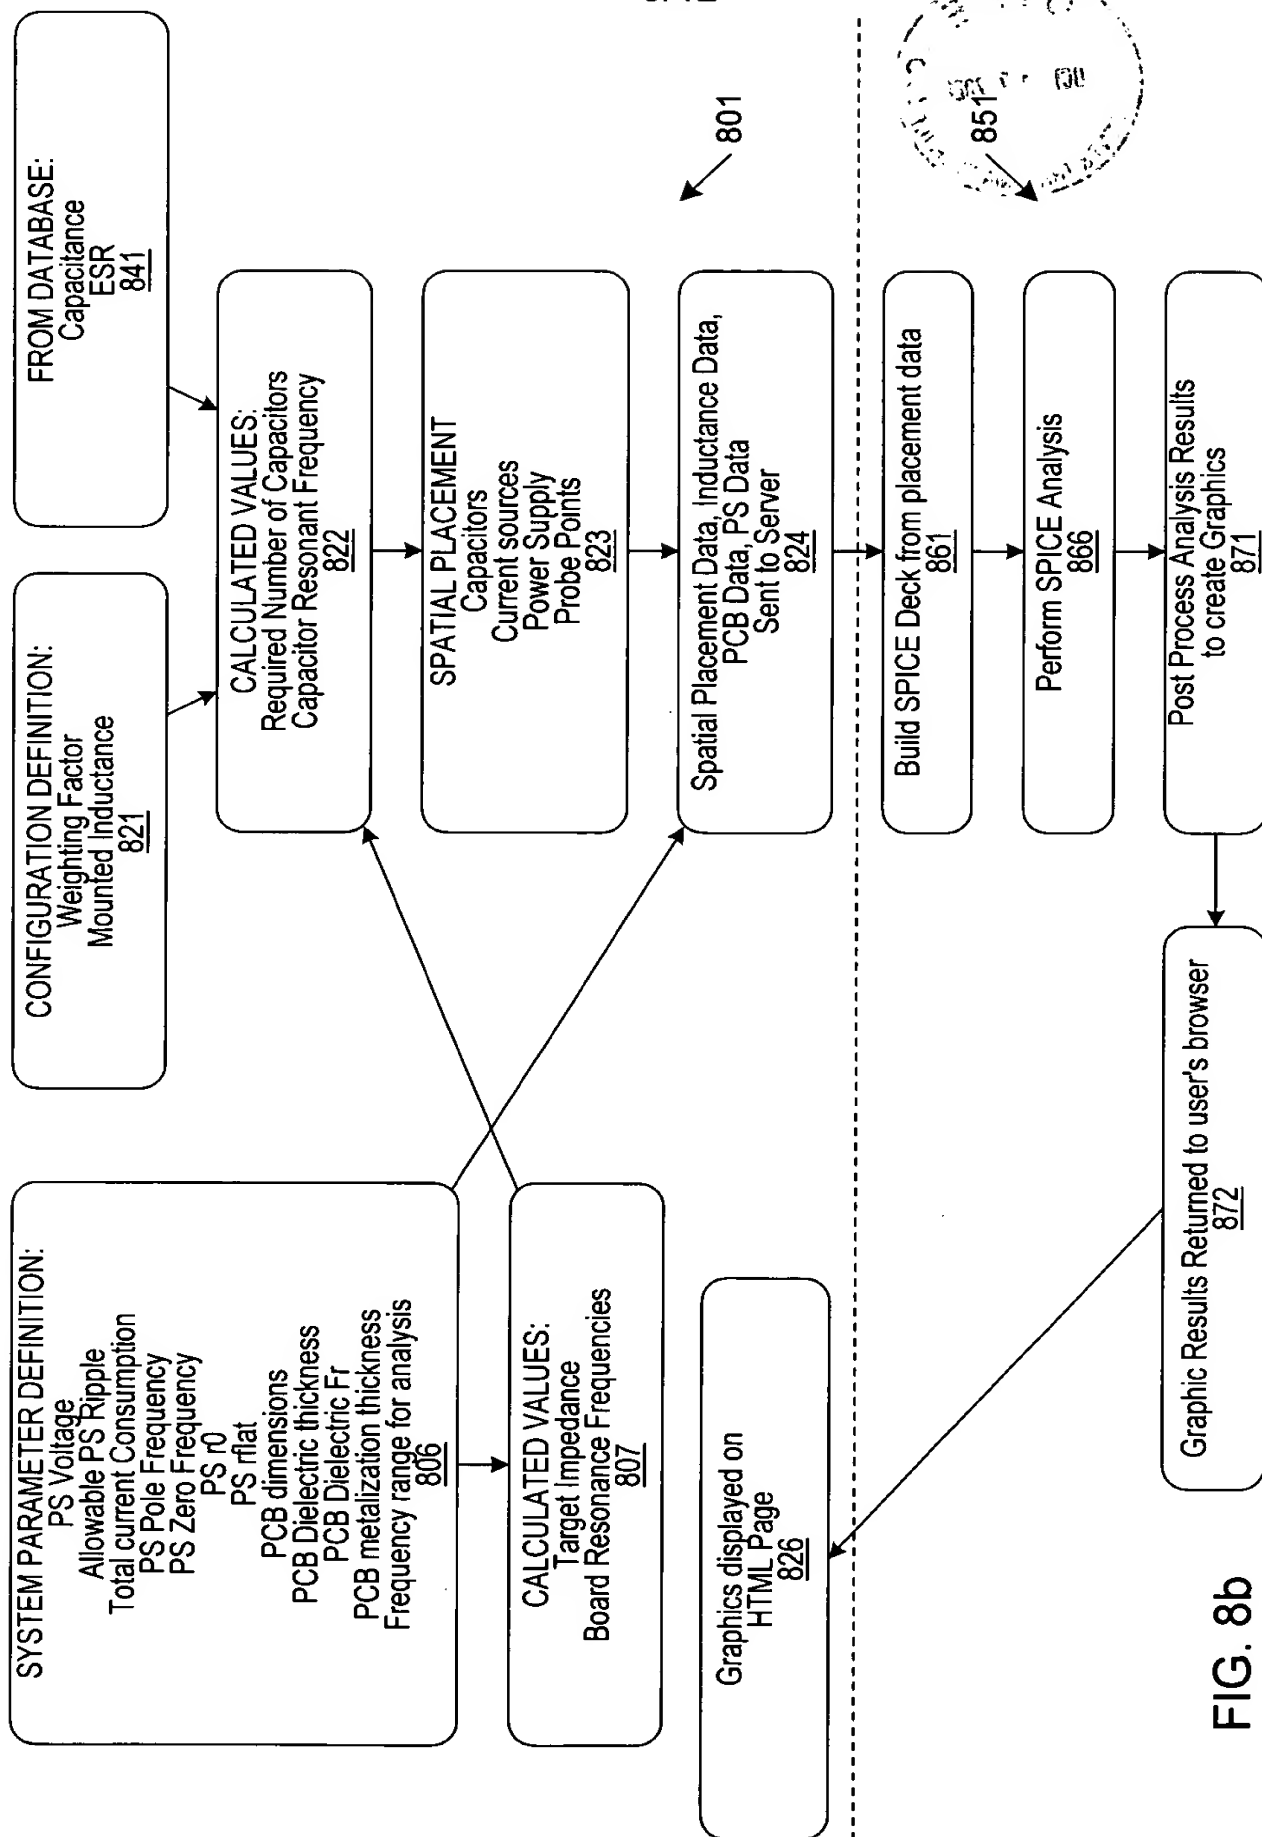 SYSTEM PARAMETER DEFINITION:
PS Voltage
Allowable PS Ripple
Total current Consumption
PS Pole Frequency
PS Zero Frequency
PS r0
PS rflat
PCB dimensions
PCB Dielectric thickness
PCB Dielectric Fr
PCB metalization thickness
Frequency range for analysis
806
CONFIGURATION DEFINITION:
Weighting Factor
Mounted Inductance
821
FROM DATABASE:
Capacitance
ESR
841
CALCULATED VALUES:
Required Number of Capacitors
Capacitor Resonant Frequency
822
SPATIAL PLACEMENT
Capacitors
Current sources
Power Supply
Probe Points
823
CALCULATED VALUES:
Target Impedance
Board Resonance Frequencies
807
Spatial Placement Data, Inductance Data,
PCB Data, PS Data
Sent to Server
824
801
Graphics displayed on
HTML Page
826
851
Build SPICE Deck from placement data
861
Perform SPICE Analysis
866
Post Process Analysis Results
to create Graphics
871
Graphic Results Returned to user's browser
872
FIG. 8b